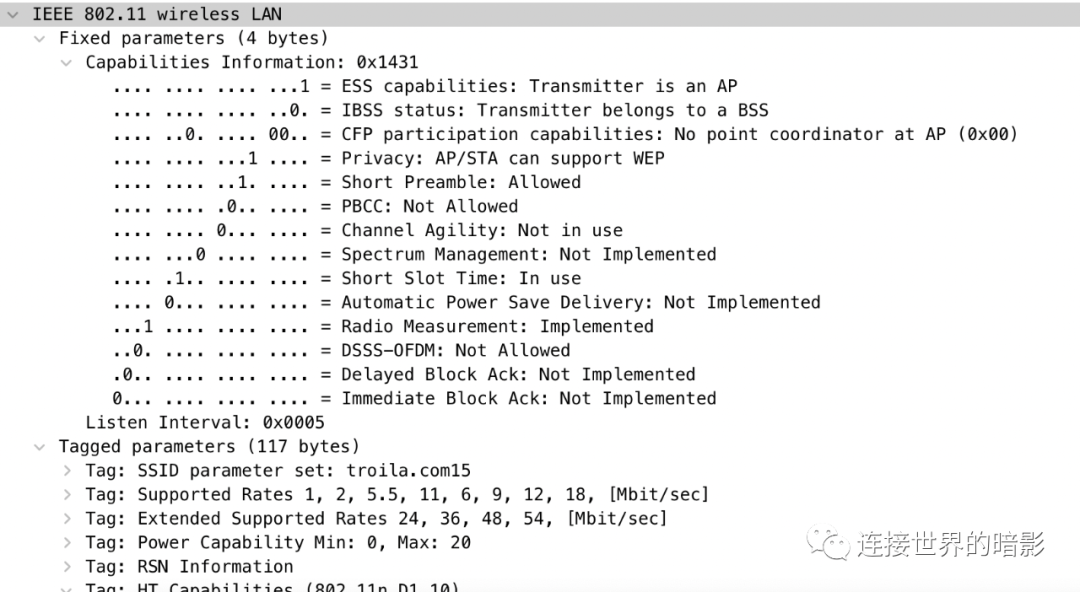 IEEE 802.11 wireless LAN
Fixed parameters (4 bytes)
Capabilities Information: 0x1431
.... .... .... ...1 = ESS capabilities: Transmitter is an AP
.... .... .... ..0. = IBSS status: Transmitter belongs to a BSS
.... ..0. .... 00.. = CFP participation capabilities: No point coordinator at AP (0x00)
.... .... ...1 .... = Privacy: AP/STA can support WEP
.... .... ..1. .... = Short Preamble: Allowed
.... .... .0.. .... = PBCC: Not Allowed
.... .... 0... .... = Channel Agility: Not in use
.... ...0 .... .... = Spectrum Management: Not Implemented
.... .1.. .... .... = Short Slot Time: In use
.... 0... .... .... = Automatic Power Save Delivery: Not Implemented
...1 .... .... .... = Radio Measurement: Implemented
..0. .... .... .... = DSSS-OFDM: Not Allowed
.0.. .... .... .... = Delayed Block Ack: Not Implemented
0... .... .... .... = Immediate Block Ack: Not Implemented
Listen Interval: 0x0005
Tagged parameters (117 bytes)
Tag: SSID parameter set: troila.com15
Tag: Supported Rates 1, 2, 5.5, 11, 6, 9, 12, 18, [Mbit/sec]
Tag: Extended Supported Rates 24, 36, 48, 54, [Mbit/sec]
Tag: Power Capability Min: 0, Max: 20
Tag: RSN Information
Tag: HT Capabilities (802.11n D1.10)
连接世界的暗影